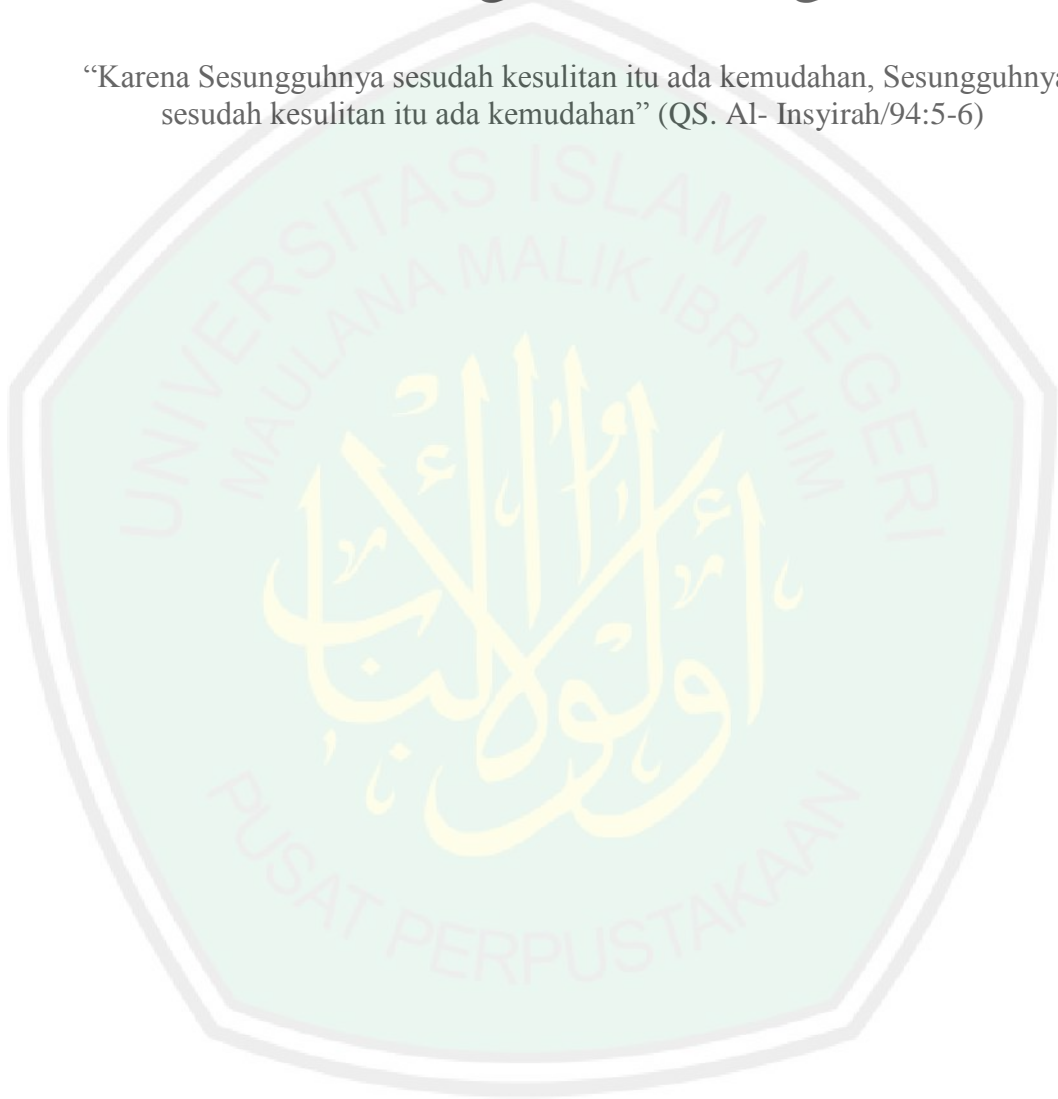 “Karena Sesungguhnya sesudah kesulitan itu ada kemudahan, Sesungguhnya
sesudah kesulitan itu ada kemudahan” (QS. Al- Insyirah/94:5-6)
UNIVERSITAS ISLAM NEGERI
MAULANA MALIK IBRAHIM
أولوا الألباب
PUSAT PERPUSTAKAAN